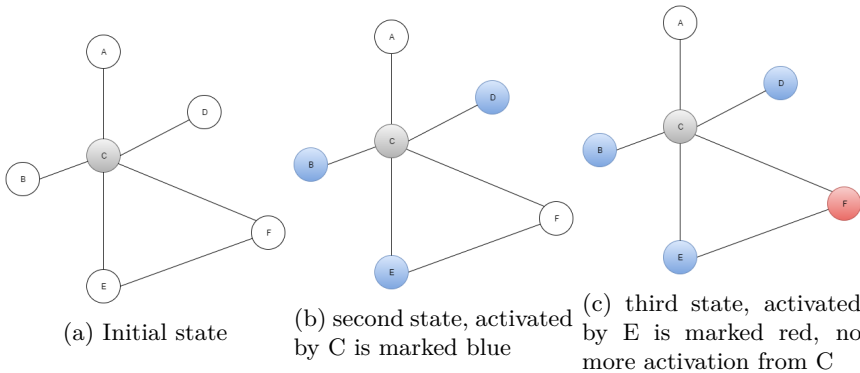 A
D
C
B
F
E
(a) Initial state
A
D
C
B
F
E
(b) second state, activated
by C is marked blue
A
D
C
B
F
E
(c) third state, activated
by E is marked red, no
more activation from C